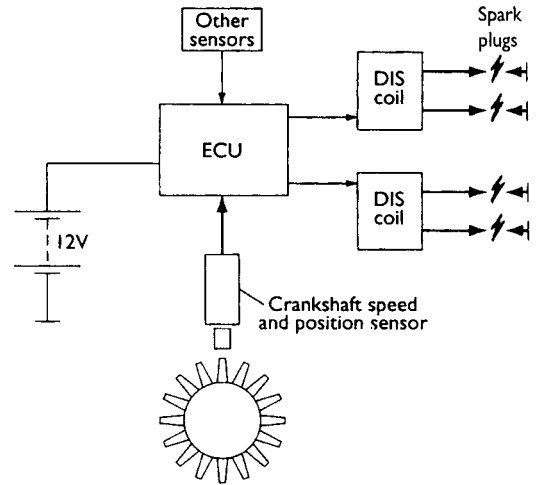 Other
sensors
Spark
plugs
DIS
coil
ECU
DIS
coil
12V
Crankshaft speed
and position sensor